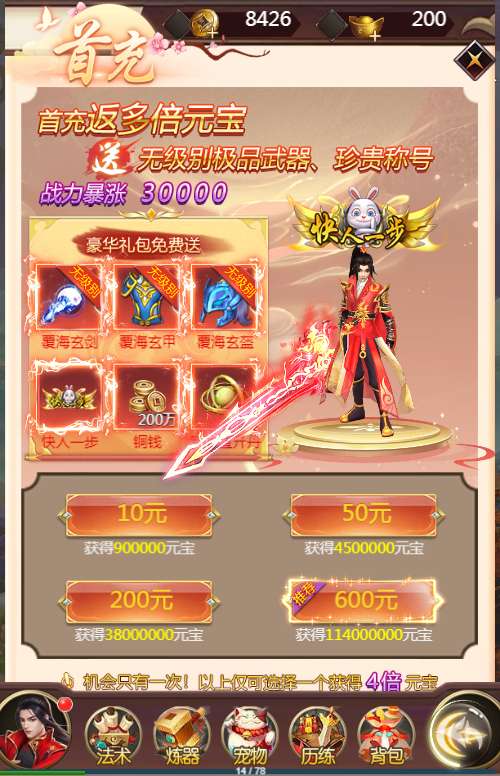 8426
200
首充
首充返多倍元宝
送 无级别极品武器、珍贵称号
战力暴涨 30000
快人一步
豪华礼包免费送
无级别 无级别 无级别
覆海玄剑 覆海玄甲 覆海玄盔
200万
快人一步 铜钱
10元 50元
获得900000元宝 获得4500000元宝
推荐
200元 600元
获得38000000元宝 获得114000000元宝
机会只有一次！以上仅可选择一个获得 4倍 元宝
法术 炼器 宠物 历练 背包
14 / 78